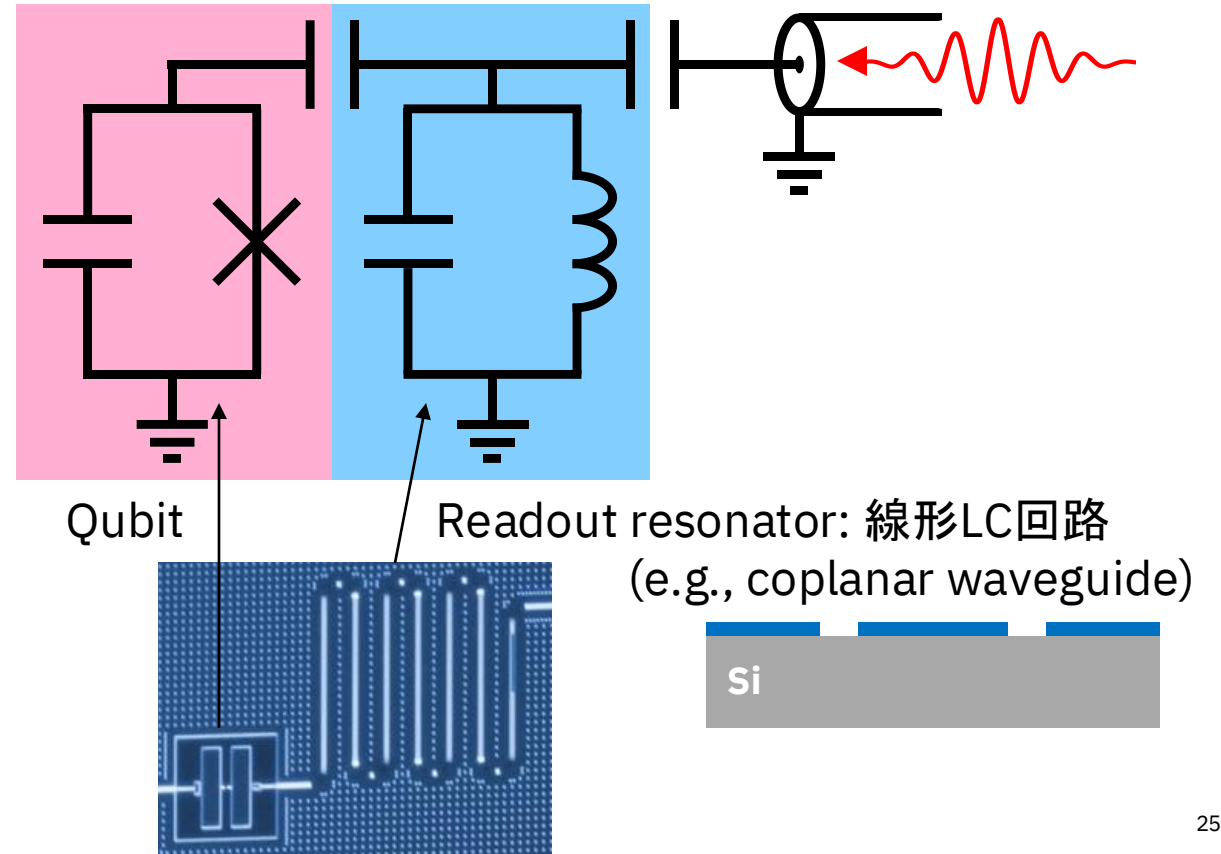 Qubit
Readout resonator: 線形LC回路
(e.g., coplanar waveguide)
Si
25